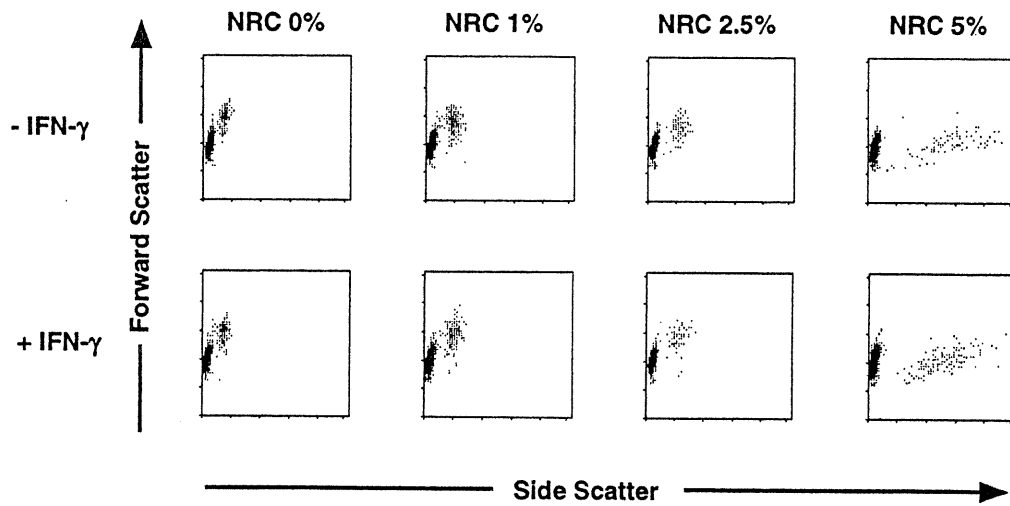 NRC 0% NRC 1% NRC 2.5% NRC 5%
- IFN-γ
Forward Scatter
+ IFN-γ
Side Scatter